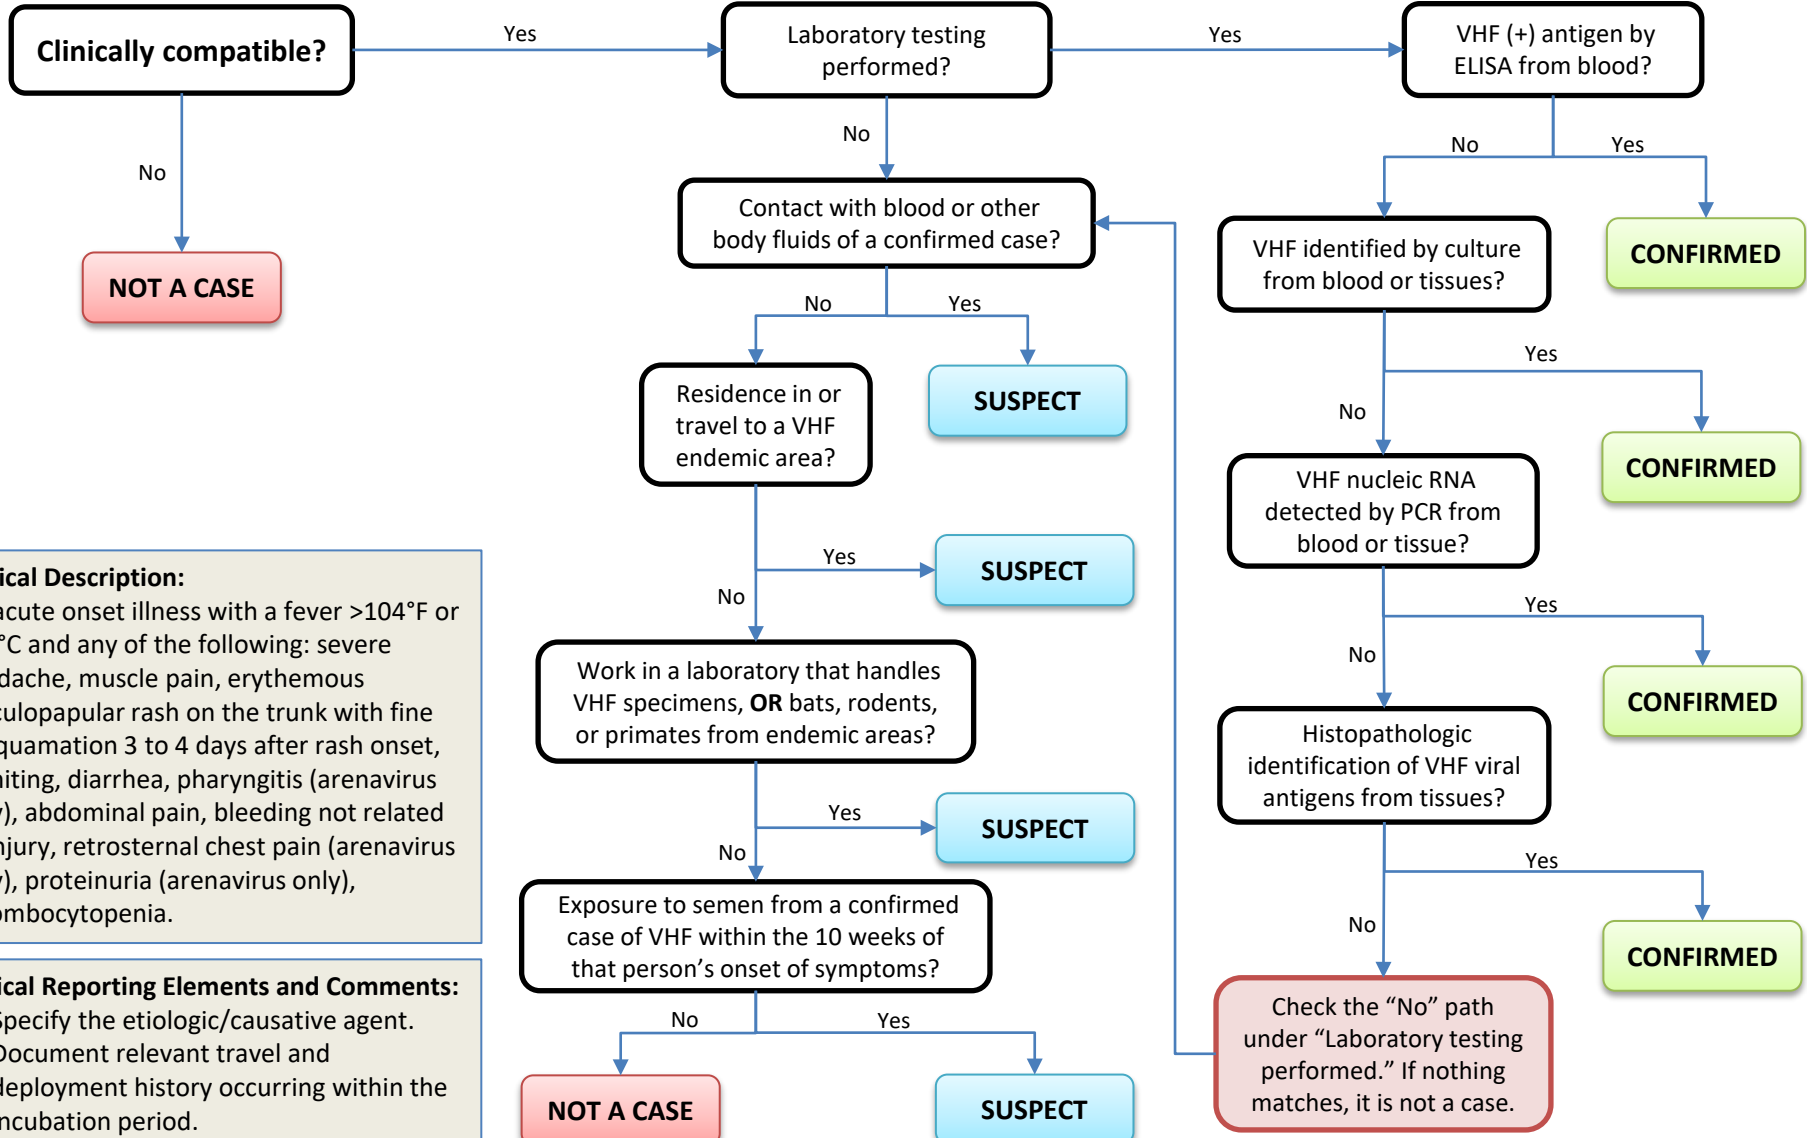 Clinically compatible?
Yes
Laboratory testing
performed?
Yes
VHF (+) antigen by
ELISA from blood?
No
NOT A CASE
No
Contact with blood or other
body fluids of a confirmed case?
No
Yes
SUSPECT
Residence in or
travel to a VHF
endemic area?
Yes
SUSPECT
No
Work in a laboratory that handles
VHF specimens, OR bats, rodents,
or primates from endemic areas?
Yes
SUSPECT
No
Exposure to semen from a confirmed
case of VHF within the 10 weeks of
that person's onset of symptoms?
No
Yes
NOT A CASE
SUSPECT
No
Yes
CONFIRMED
VHF identified by culture
from blood or tissues?
Yes
CONFIRMED
No
VHF nucleic RNA
detected by PCR from
blood or tissue?
Yes
CONFIRMED
No
Histopathologic
identification of VHF viral
antigens from tissues?
Yes
CONFIRMED
No
Check the “No” path
under “Laboratory testing
performed.” If nothing
matches, it is not a case.
Description:
acute onset illness with a fever >104°F or
°C and any of the following: severe
muscle pain, erythemous
rash on the trunk with fine
3 to 4 days after rash onset,
diarrhea, pharyngitis (arenavirus
abdominal pain, bleeding not related
retrosternal chest pain (arenavirus
proteinuria (arenavirus only),
Reporting Elements and Comments:
Specify the etiologic/causative agent.
Document relevant travel and
deployment history occurring within the
incubation period.